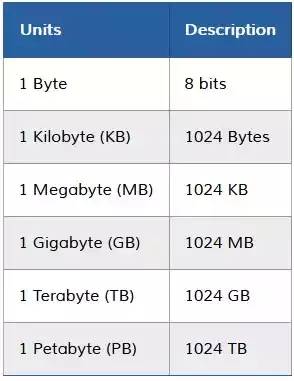 Units Description
1 Byte 8 bits
1 Kilobyte (KB) 1024 Bytes
1 Megabyte (MB) 1024 KB
1 Gigabyte (GB) 1024 MB
1 Terabyte (TB) 1024 GB
1 Petabyte (PB) 1024 TB